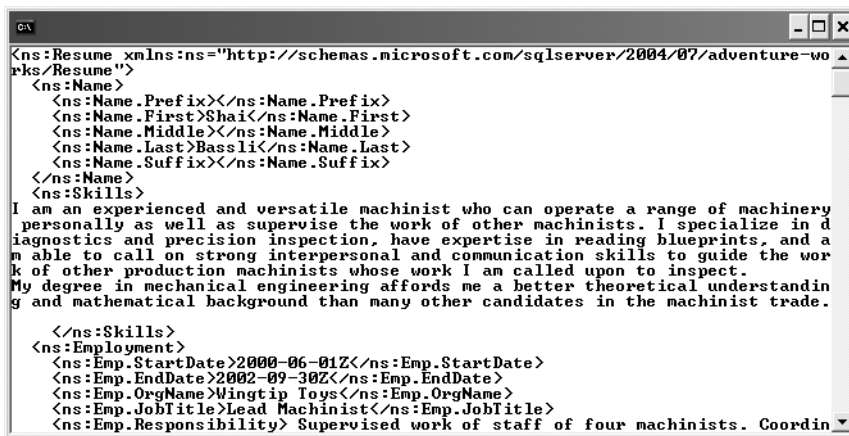 C:\
<ns:Resume xmlns:ns="http://schemas.microsoft.com/sqlserver/2004/07/adventure-wo
rks/Resume">
  <ns:Name>
    <ns:Name.Prefix></ns:Name.Prefix>
    <ns:Name.First>Shai</ns:Name.First>
    <ns:Name.Middle></ns:Name.Middle>
    <ns:Name.Last>Bassli</ns:Name.Last>
    <ns:Name.Suffix></ns:Name.Suffix>
  </ns:Name>
  <ns:Skills>
I am an experienced and versatile machinist who can operate a range of machinery
 personally as well as supervise the work of other machinists. I specialize in d
iagnostics and precision inspection, have expertise in reading blueprints, and a
m able to call on strong interpersonal and communication skills to guide the wor
k of other production machinists whose work I am called upon to inspect.
My degree in mechanical engineering affords me a better theoretical understandin
g and mathematical background than many other candidates in the machinist trade.
    </ns:Skills>
  <ns:Employment>
    <ns:Emp.StartDate>2000-06-01Z</ns:Emp.StartDate>
    <ns:Emp.EndDate>2002-09-30Z</ns:Emp.EndDate>
    <ns:Emp.OrgName>Wingtip Toys</ns:Emp.OrgName>
    <ns:Emp.JobTitle>Lead Machinist</ns:Emp.JobTitle>
    <ns:Emp.Responsibility> Supervised work of staff of four machinists. Coordin